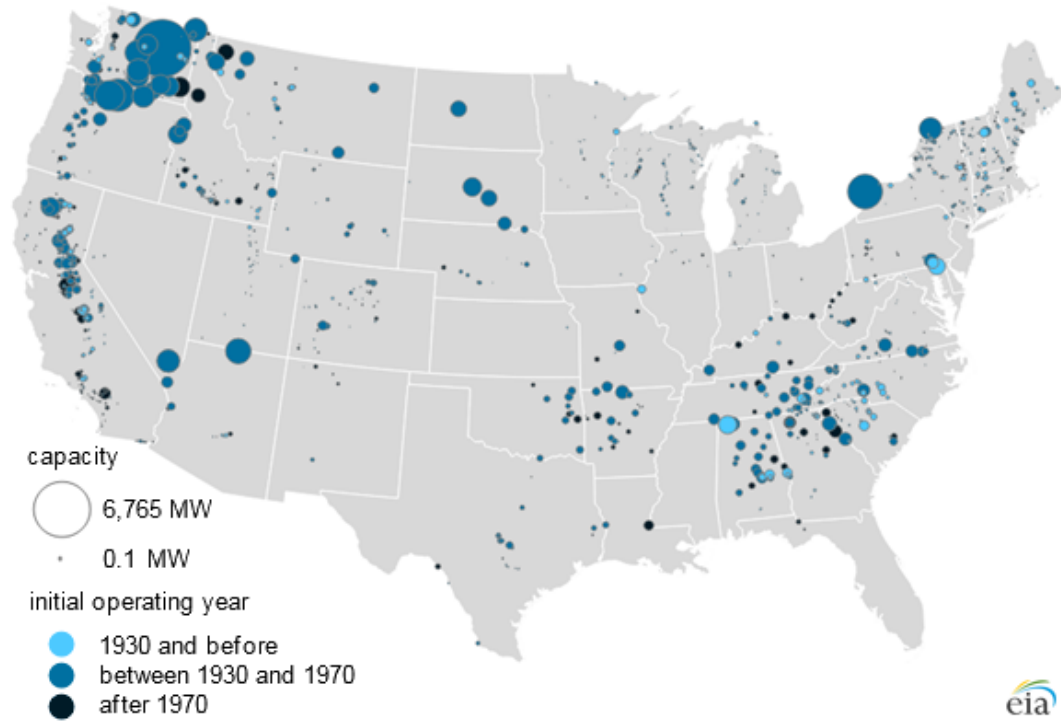 capacity
6,765 MW
0.1 MW
initial operating year
1930 and before
between 1930 and 1970
after 1970
eia